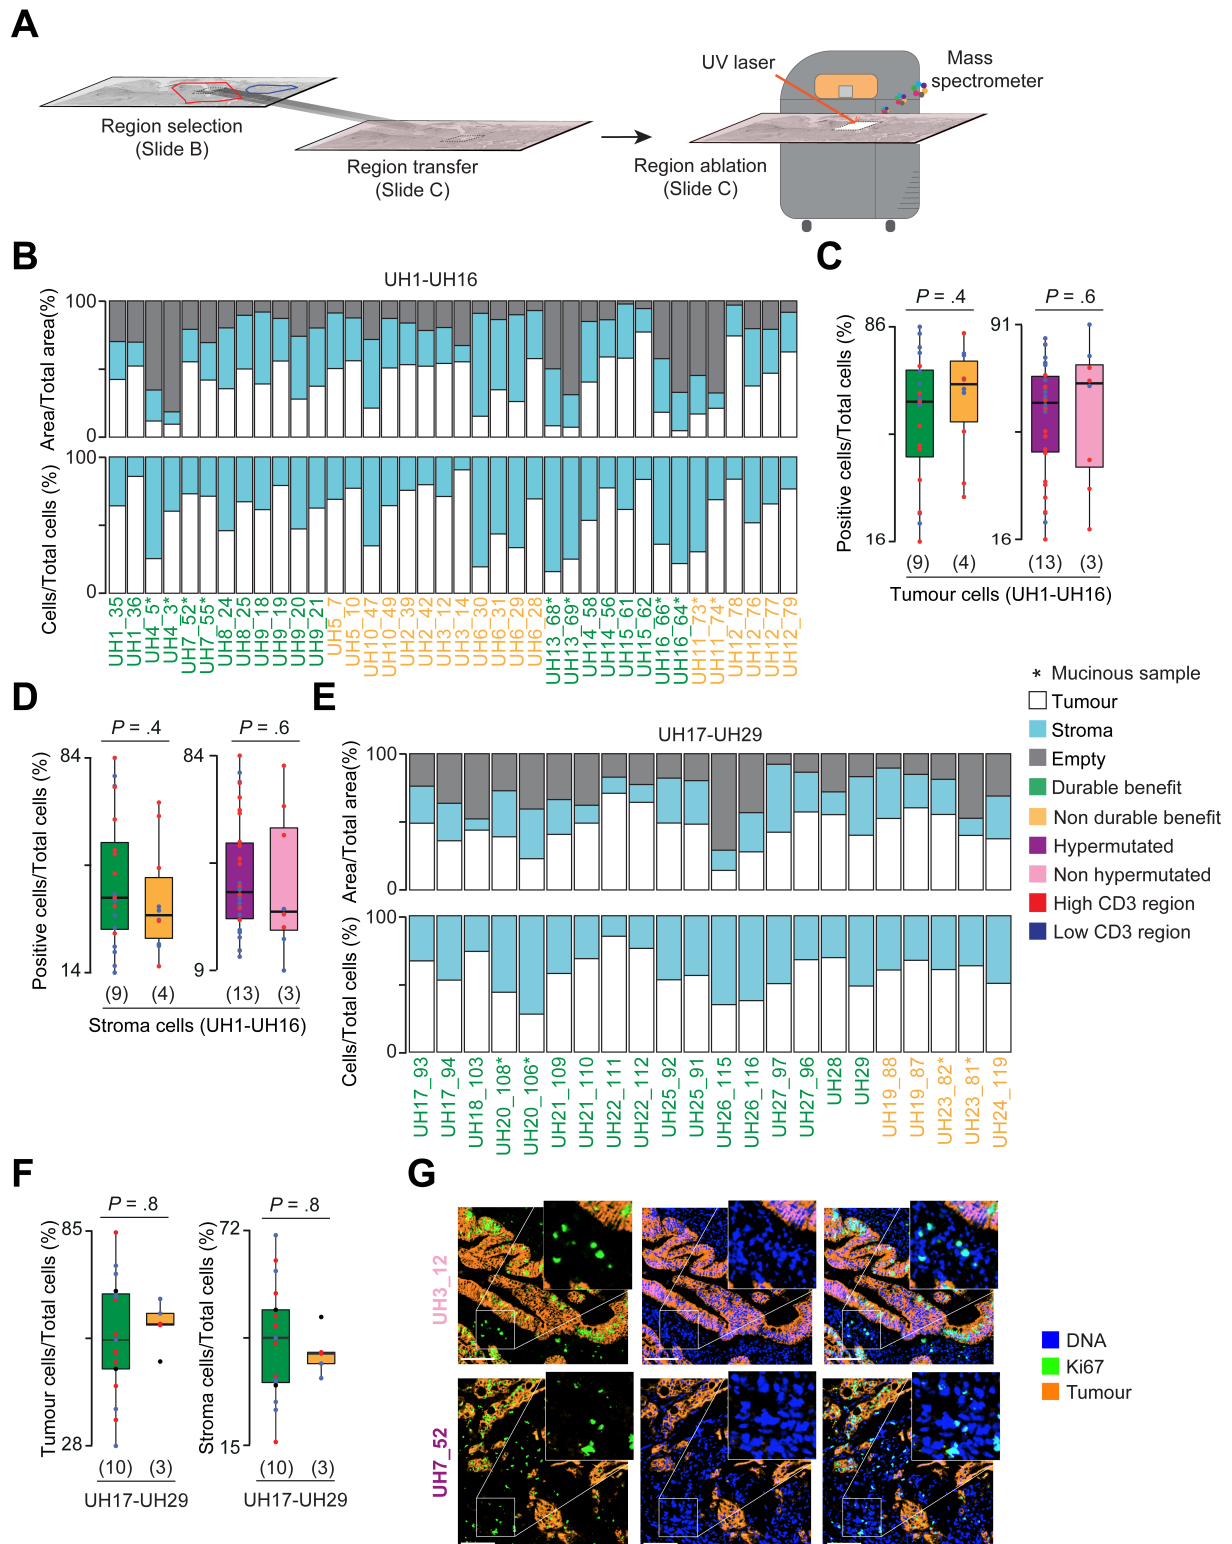 A
UV laser
Mass
spectrometer
Region selection
(Slide B)
Region transfer
(Slide C)
Region ablation
(Slide C)
B
UH1-UH16
100
Area/Total area(%)
0
100
Cells/Total cells (%)
0
UH1_35
UH1_36
UH4_5*
UH4_3*
UH7_52*
UH7_55*
UH8_24
UH8_25
UH9_18
UH9_19
UH9_20
UH9_21
UH5_7
UH5_10
UH10_47
UH10_49
UH2_39
UH2_42
UH3_12
UH3_14
UH6_30
UH6_31
UH6_29
UH6_28
UH13_68*
UH13_69*
UH14_58
UH14_56
UH15_61
UH15_62
UH16_66*
UH16_64*
UH11_73*
UH11_74*
UH12_78
UH12_76
UH12_77
UH12_79
C
P = .4
P = .6
86
91
Positive cells/Total cells (%)
16
16
(9)
(4)
(13)
(3)
Tumour cells (UH1-UH16)
* Mucinous sample
Tumour
Stroma
Empty
Durable benefit
Non durable benefit
Hypermutated
Non hypermutated
High CD3 region
Low CD3 region
D
P = .4
P = .6
84
84
Positive cells/Total cells (%)
14
9
(9)
(4)
(13)
(3)
Stroma cells (UH1-UH16)
E
UH17-UH29
100
Area/Total area(%)
0
100
Cells/Total cells (%)
0
UH17_93
UH17_94
UH18_103
UH20_108*
UH20_106*
UH21_109
UH21_110
UH22_111
UH22_112
UH25_92
UH25_91
UH26_115
UH26_116
UH27_97
UH27_96
UH28
UH29
UH19_88
UH19_87
UH23_82*
UH23_81*
UH24_119
F
P = .8
P = .8
85
72
Tumour cells/Total cells (%)
Stroma cells/Total cells (%)
28
15
(10)
(3)
(10)
(3)
UH17-UH29
UH17-UH29
G
UH3_12
UH7_52
DNA
Ki67
Tumour